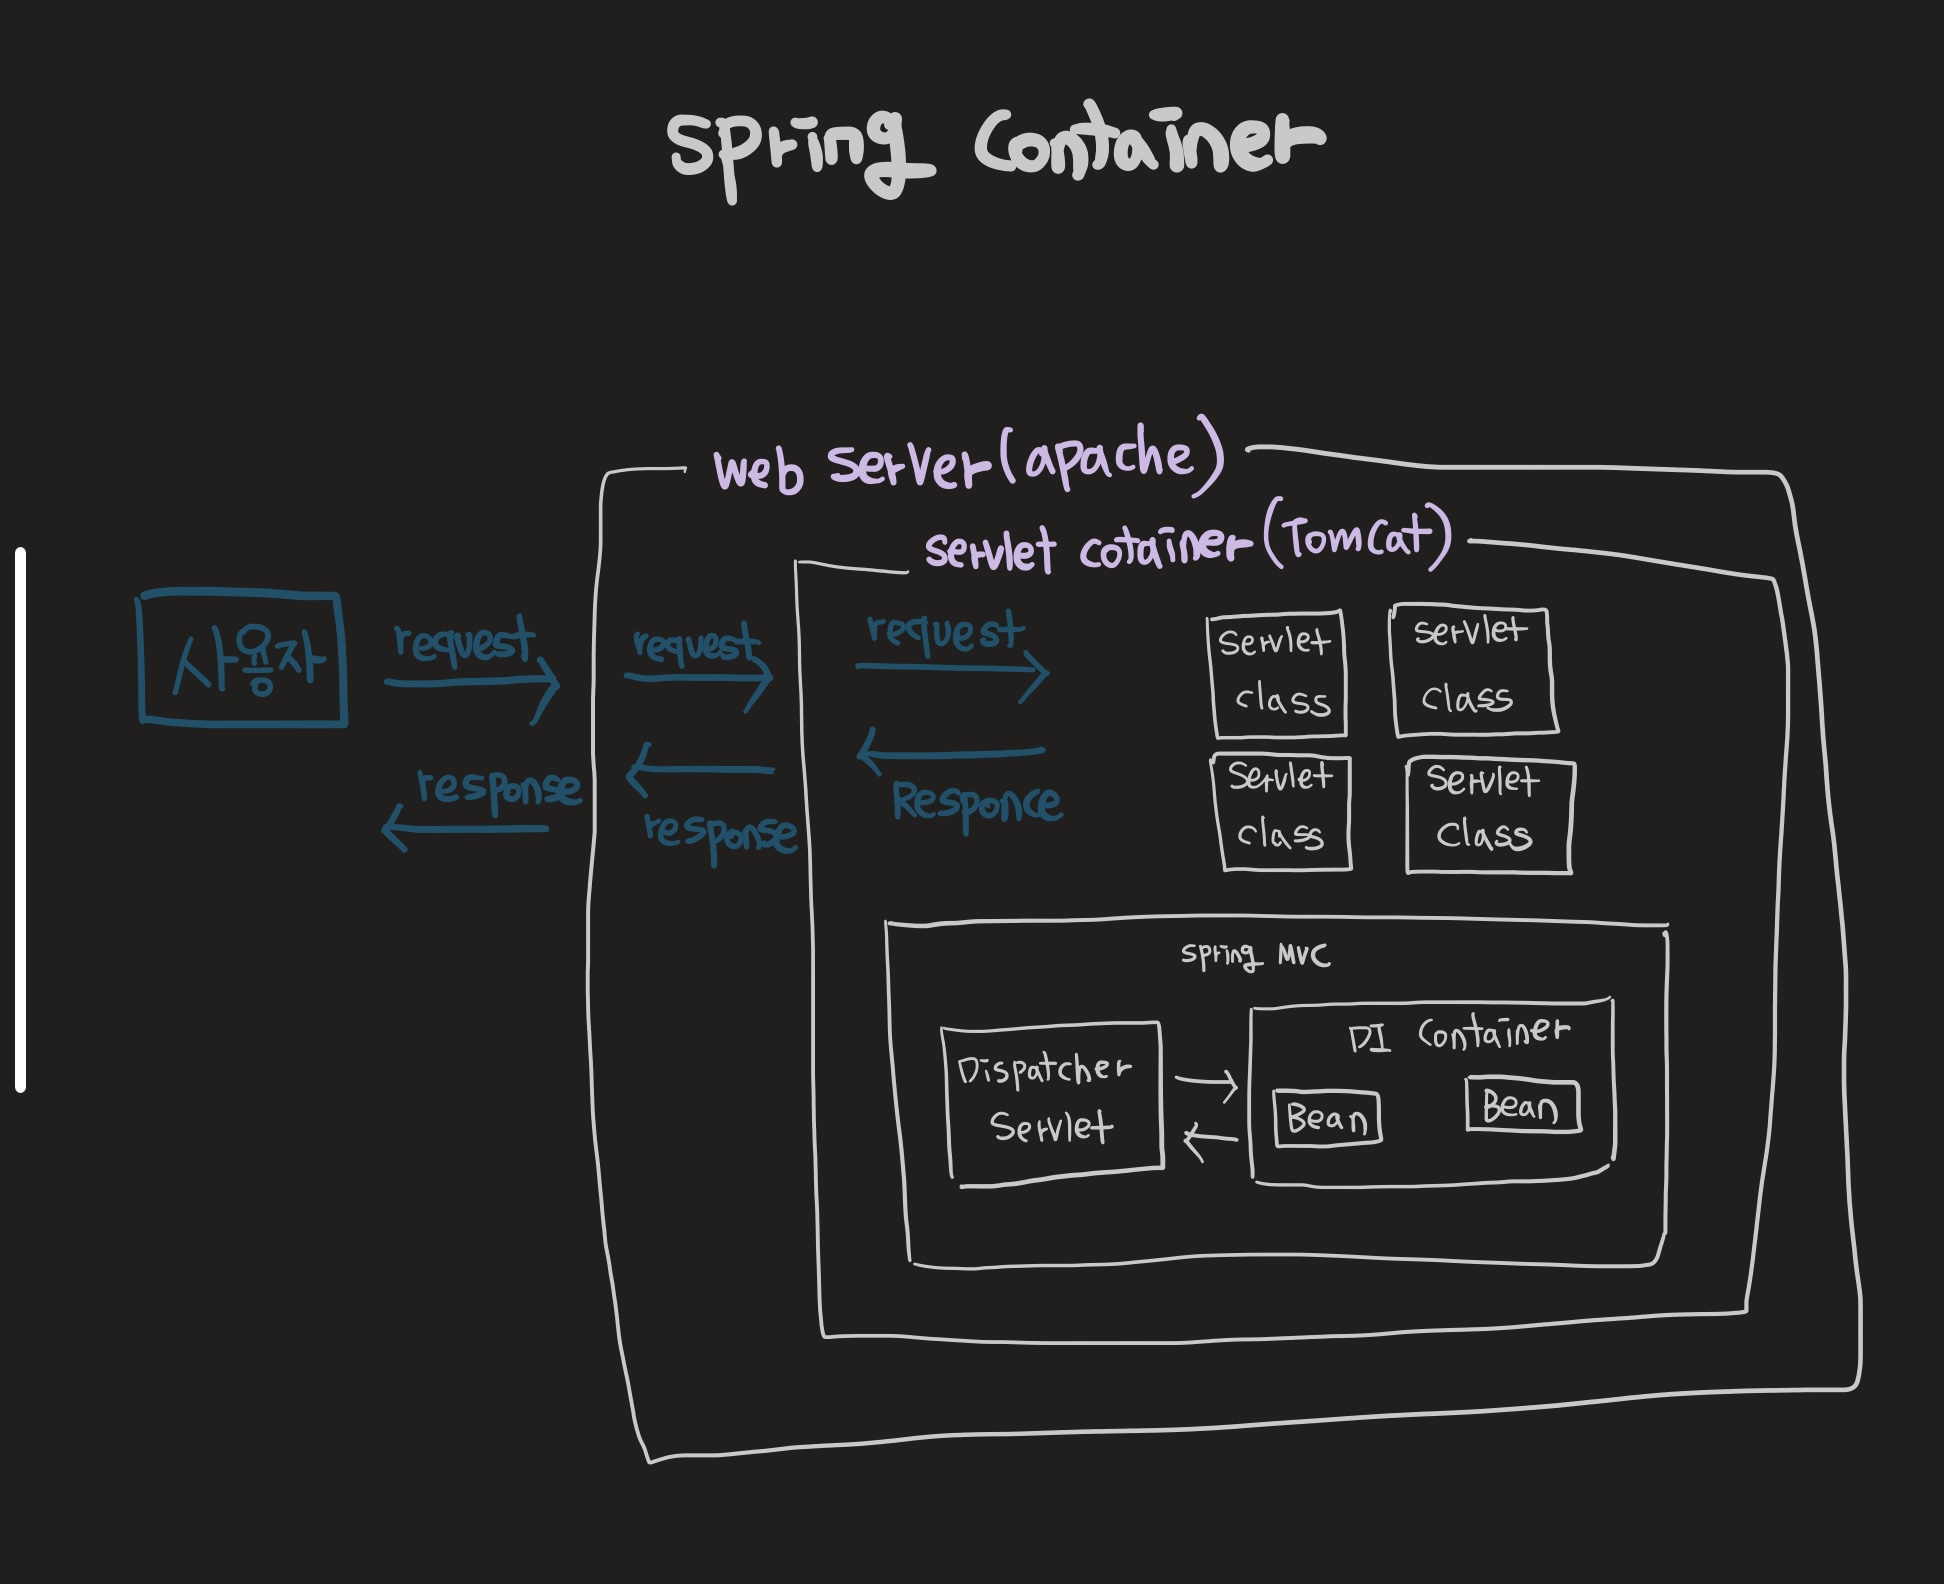 Spring Container
web server(apache)
servlet cotainer(Tomcat)
사용자
request
request
request
response
response
Responce
Servlet
class
servlet
class
Servlet
class
Servlet
Class
spring MVC
Dispatcher
Servlet
DI Container
Bean
Bean